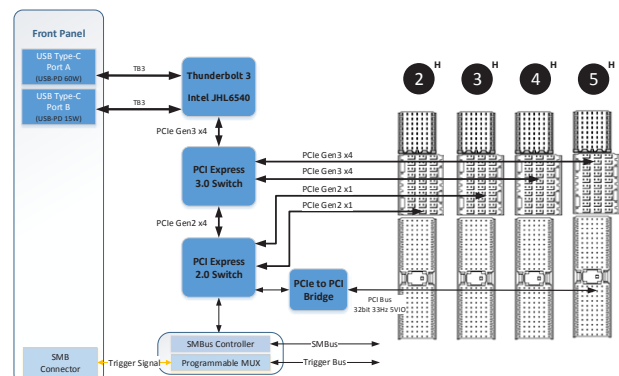 Front Panel
USB Type-C
Port A
(USB-PD 60W)
USB Type-C
Port B
(USB-PD 15W)
TB3
TB3
Thunderbolt 3
Intel JHL6540
PCIe Gen3 x4
PCI Express
3.0 Switch
PCIe Gen2 x4
PCI Express
2.0 Switch
PCIe to PCI
Bridge
2 H
3 H
4 H
5 H
PCIe Gen3 x4
PCIe Gen3 x4
PCIe Gen2 x1
PCIe Gen2 x1
PCI Bus
32bit 33Hz 5VIO
SMBus Controller
SMBus
Programmable MUX
Trigger Bus
Trigger Signal
SMB
Connector